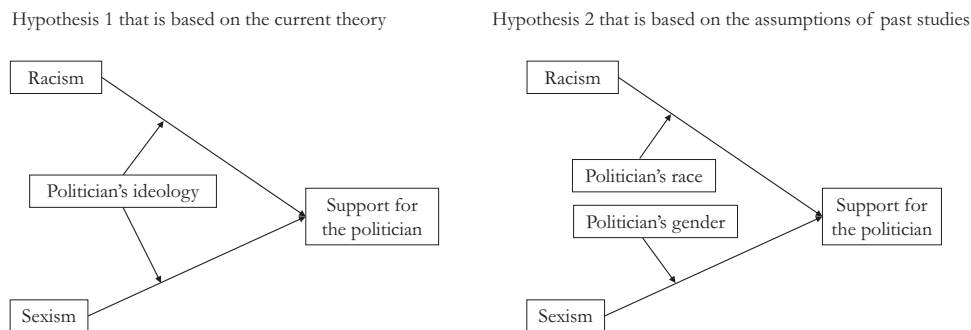 Hypothesis 1 that is based on the current theory
Racism
Politician's ideology
Support for
the politician
Sexism
Hypothesis 2 that is based on the assumptions of past studies
Racism
Politician's race
Politician's gender
Support for
the politician
Sexism